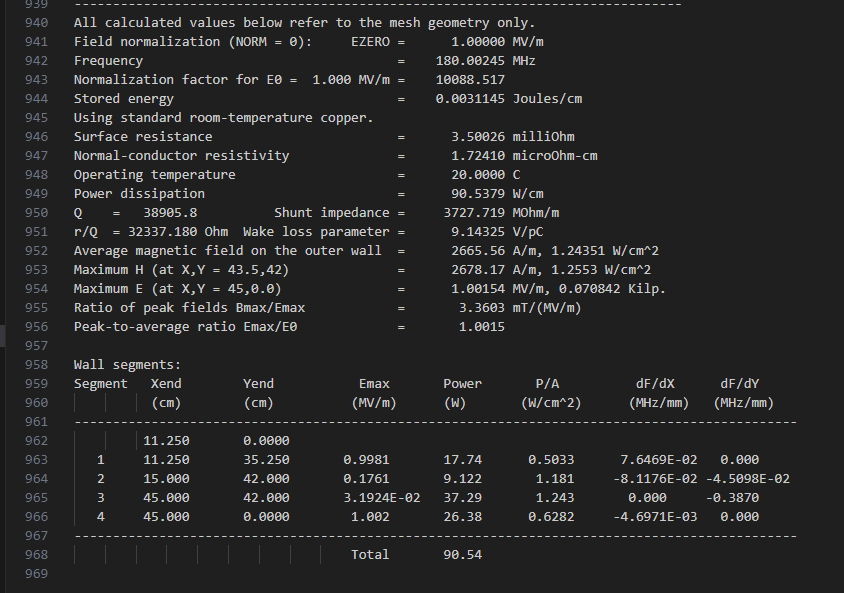 939 -------------------------------------------------------------------------------
940 All calculated values below refer to the mesh geometry only.
941 Field normalization (NORM = 0): EZERO = 1.00000 MV/m
942 Frequency = 180.00245 MHz
943 Normalization factor for E0 = 1.000 MV/m = 10088.517
944 Stored energy = 0.0031145 Joules/cm
945 Using standard room-temperature copper.
946 Surface resistance = 3.50026 milliOhm
947 Normal-conductor resistivity = 1.72410 microOhm-cm
948 Operating temperature = 20.0000 C
949 Power dissipation = 90.5379 W/cm
950 Q = 38905.8 Shunt impedance = 3727.719 MOhm/m
951 r/Q = 32337.180 Ohm Wake loss parameter = 9.14325 V/pC
952 Average magnetic field on the outer wall = 2665.56 A/m, 1.24351 W/cm^2
953 Maximum H (at X,Y = 43.5,42) = 2678.17 A/m, 1.2553 W/cm^2
954 Maximum E (at X,Y = 45,0.0) = 1.00154 MV/m, 0.070842 Kilp.
955 Ratio of peak fields Bmax/Emax = 3.3603 mT/(MV/m)
956 Peak-to-average ratio Emax/E0 = 1.0015
957
958 Wall segments:
959 Segment Xend Yend Emax Power P/A dF/dX dF/dY
960 (cm) (cm) (MV/m) (W) (W/cm^2) (MHz/mm) (MHz/mm)
961 ----------------------------------------------------------------------------------------------
962 11.250 0.0000
963 1 11.250 35.250 0.9981 17.74 0.5033 7.6469E-02 0.000
964 2 15.000 42.000 0.1761 9.122 1.181 -8.1176E-02 -4.5098E-02
965 3 45.000 42.000 3.1924E-02 37.29 1.243 0.000 -0.3870
966 4 45.000 0.0000 1.002 26.38 0.6282 -4.6971E-03 0.000
967 ----------------------------------------------------------------------------------------------
968 Total 90.54
969